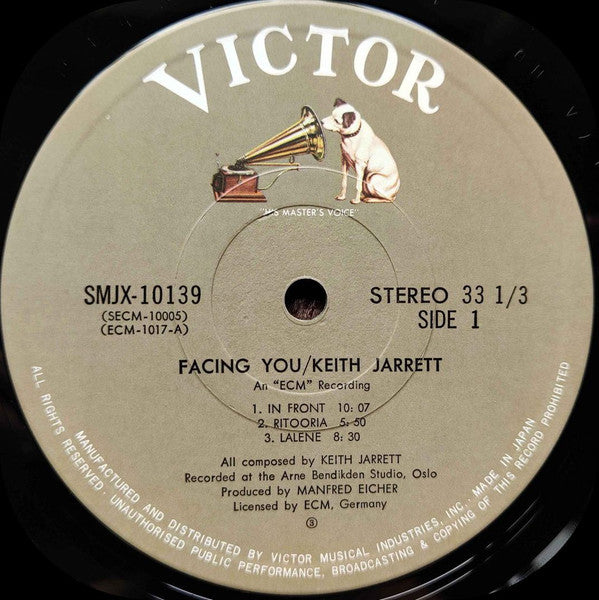 VICTOR
"HIS MASTER'S VOICE"
SMJX-10139
(SECM-10005)
(ECM-1017-A)
STEREO 33 1/3
SIDE 1
FACING YOU/KEITH JARRETT
An "ECM" Recording
1. IN FRONT 10: 07
2. RITOORIA 5: 50
3. LALENE 8: 30
All composed by KEITH JARRETT
Recorded at the Arne Bendikden Studio, Oslo
Produced by MANFRED EICHER
Licensed by ECM, Germany
③
MANUFACTURED AND DISTRIBUTED BY VICTOR MUSICAL INDUSTRIES, INC., MADE IN JAPAN
ALL RIGHTS RESERVED. UNAUTHORISED PUBLIC PERFORMANCE, BROADCASTING & COPYING OF THIS RECORD PROHIBITED